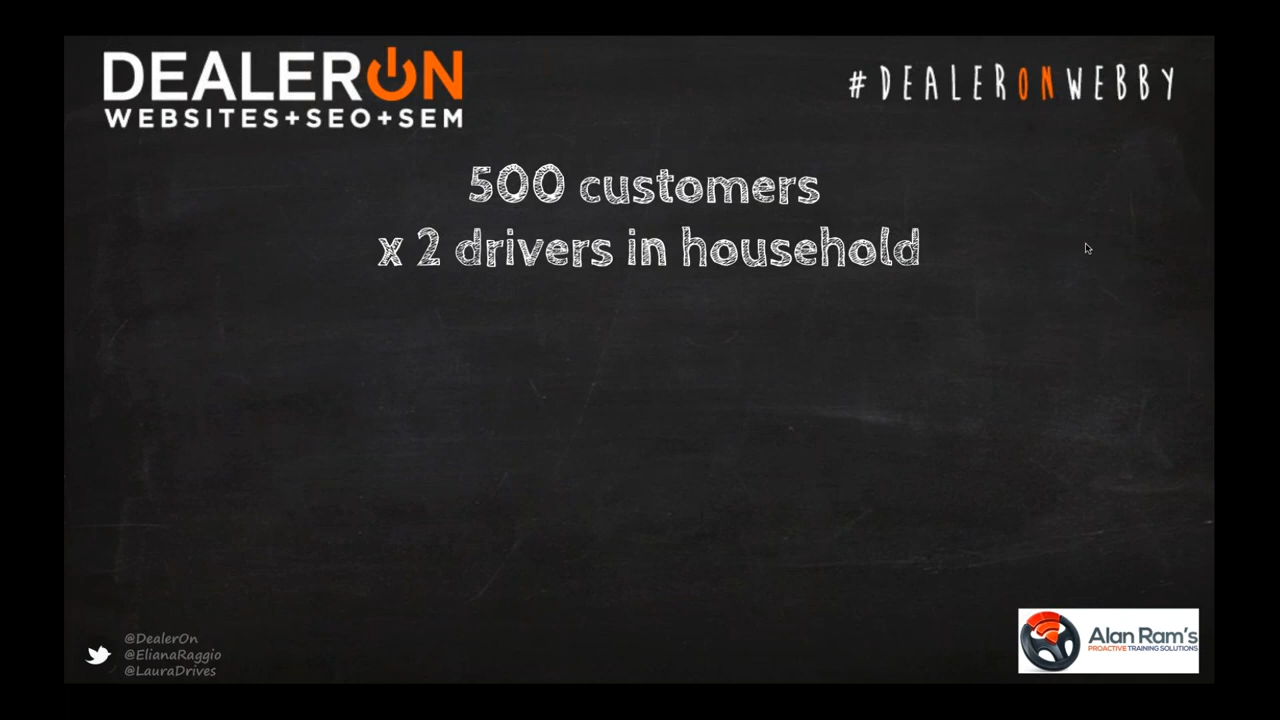 DEALERON
WEBSITES+SEO+SEM
#DEALERONWEBBY
500 customers
x 2 drivers in household
@DealerOn
@ElianaRaggio
@LauraDrives
Alan Ram's
PROACTIVE TRAINING SOLUTIONS